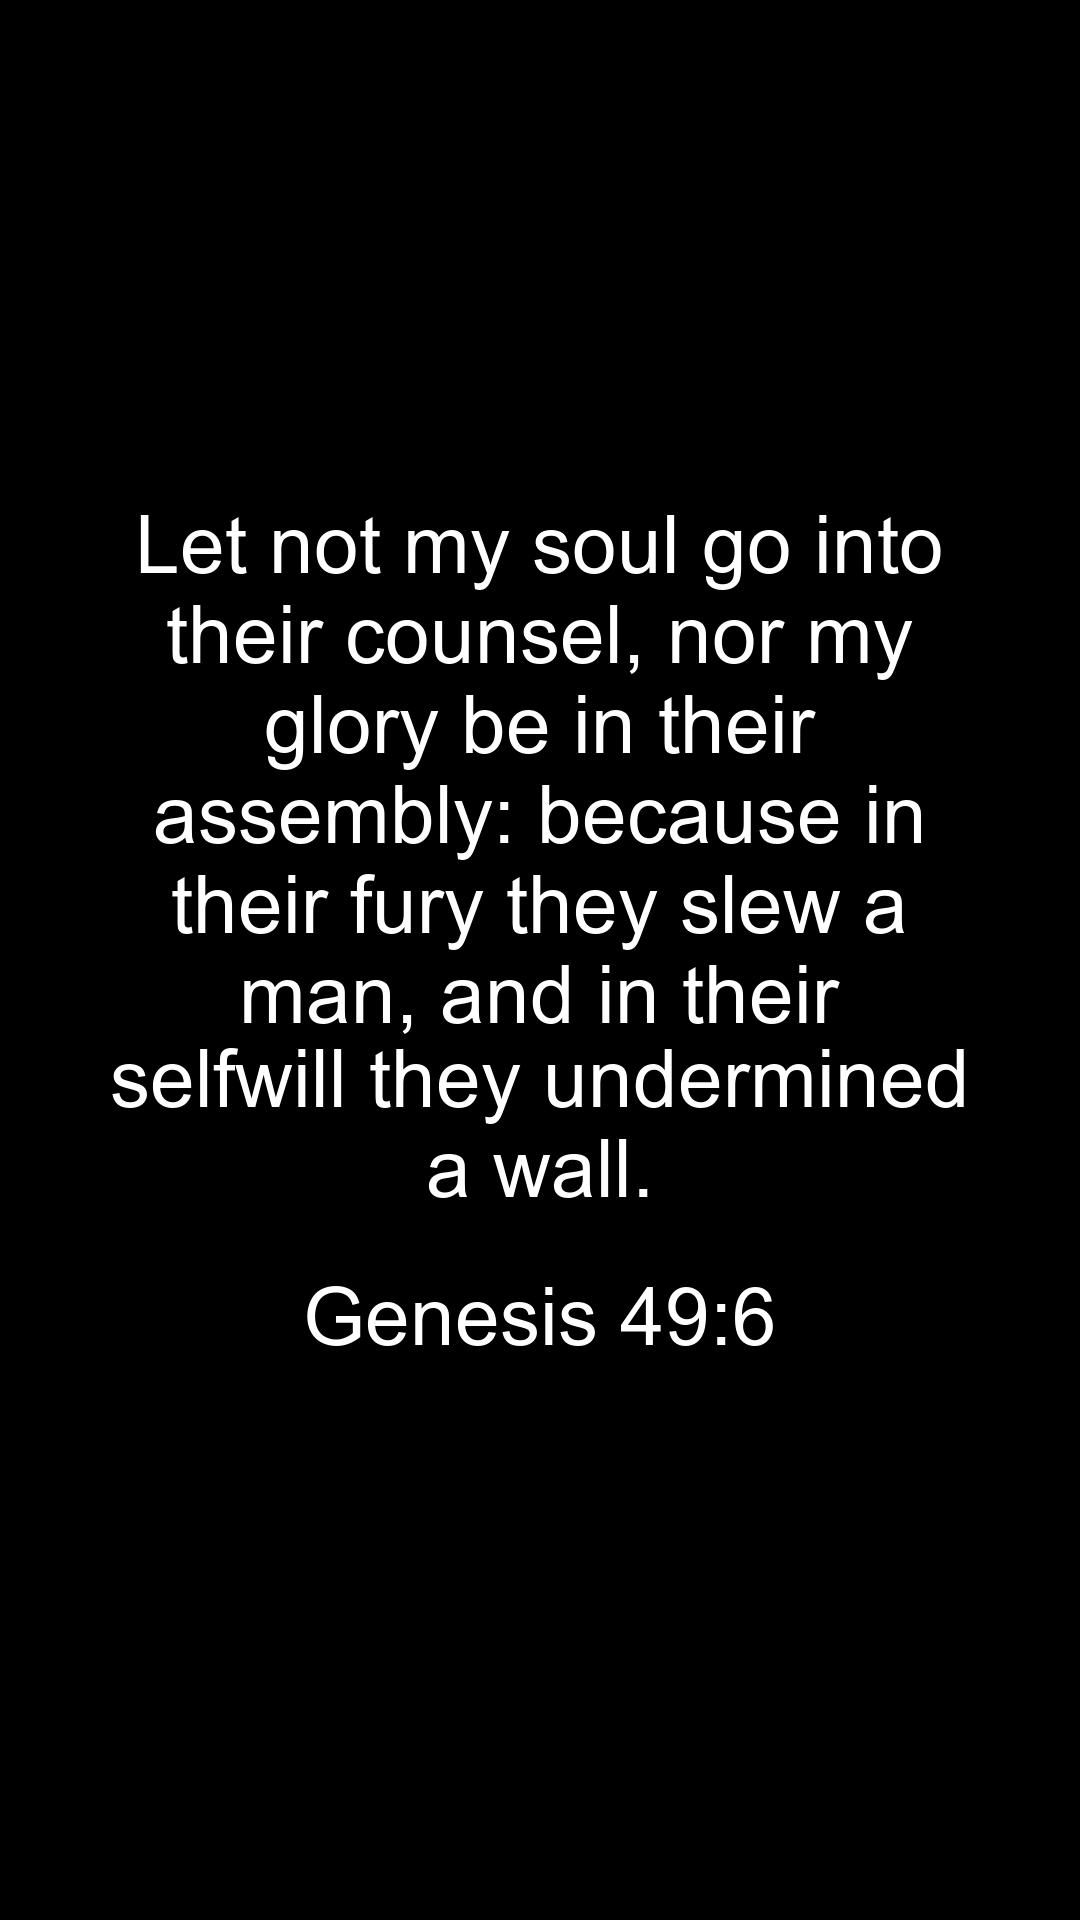 Let not my soul go into
their counsel, nor my
glory be in their
assembly: because in
their fury they slew a
man, and in their
selfwill they undermined
a wall.
Genesis 49:6